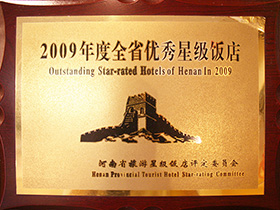 2009年度全省优秀星级饭店
Outstanding Star-rated Hotels of Henan In 2009
河南省旅游星级饭店评定委员会
Henan Provincial Tourist Hotel Star-rating Committee